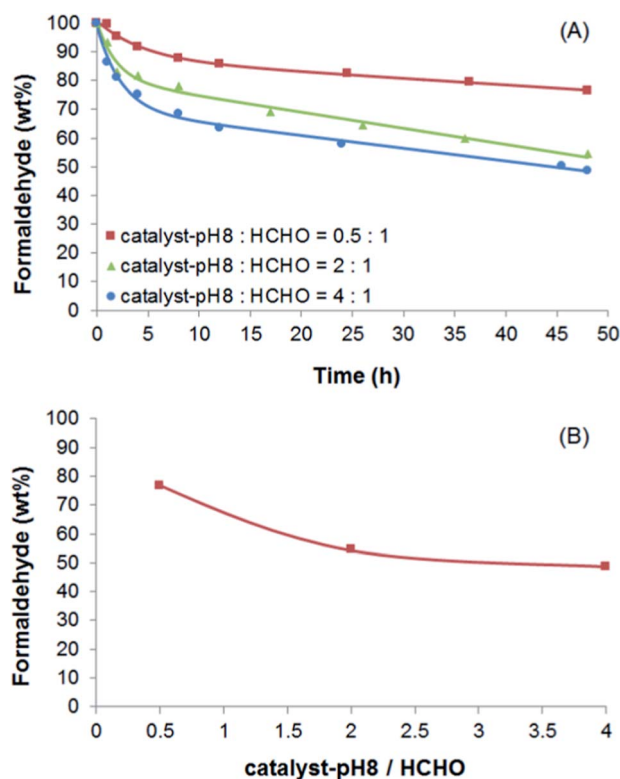 (A)
Formaldehyde (wt%)
100
90
80
70
60
50
40
30
20
10
0
catalyst-pH8 : HCHO = 0.5 : 1
catalyst-pH8 : HCHO = 2 : 1
catalyst-pH8 : HCHO = 4 : 1
0 5 10 15 20 25 30 35 40 45 50
Time (h)
(B)
Formaldehyde (wt%)
100
90
80
70
60
50
40
30
20
10
0
0 0.5 1 1.5 2 2.5 3 3.5 4
catalyst-pH8 / HCHO